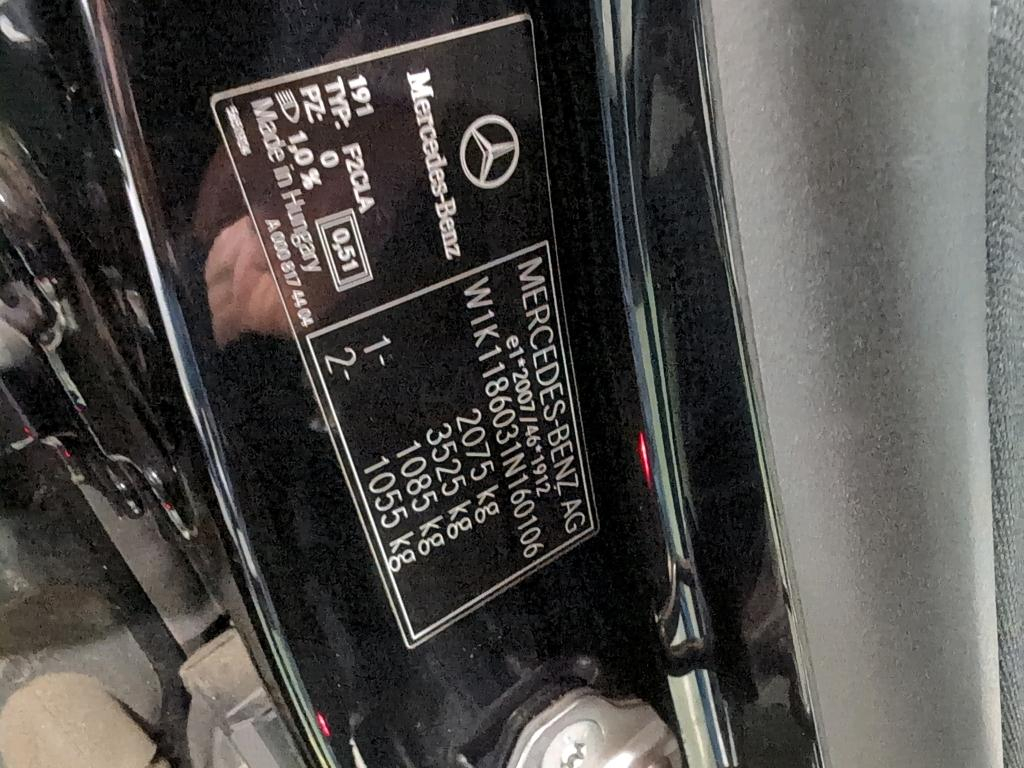 Mercedes-Benz
191
TYP: F2CLA
PZ: 0
1,0 %
0,51
Made in Hungary
A 000 817 44 04
MERCEDES-BENZ AG
e1*2007/46*1912
W1K1186031N160106
2075 kg
3525 kg
1- 1085 kg
2- 1055 kg